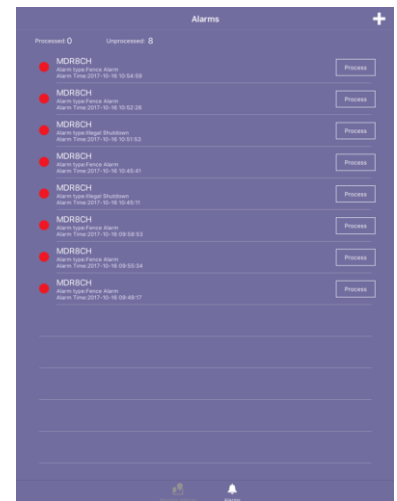 Alarms
Processed: 0 Unprocessed: 8
MDR8CH
Alarm type:Fence Alarm
Alarm Time:2017-10-16 10:54:59
Process
MDR8CH
Alarm type:Fence Alarm
Alarm Time:2017-10-16 10:52:26
Process
MDR8CH
Alarm type:Illegal Shutdown
Alarm Time:2017-10-16 10:51:53
Process
MDR8CH
Alarm type:Fence Alarm
Alarm Time:2017-10-16 10:45:41
Process
MDR8CH
Alarm type:Illegal Shutdown
Alarm Time:2017-10-16 10:45:11
Process
MDR8CH
Alarm type:Fence Alarm
Alarm Time:2017-10-16 09:58:53
Process
MDR8CH
Alarm type:Fence Alarm
Alarm Time:2017-10-16 09:55:34
Process
MDR8CH
Alarm type:Fence Alarm
Alarm Time:2017-10-16 09:49:17
Process
Alarms